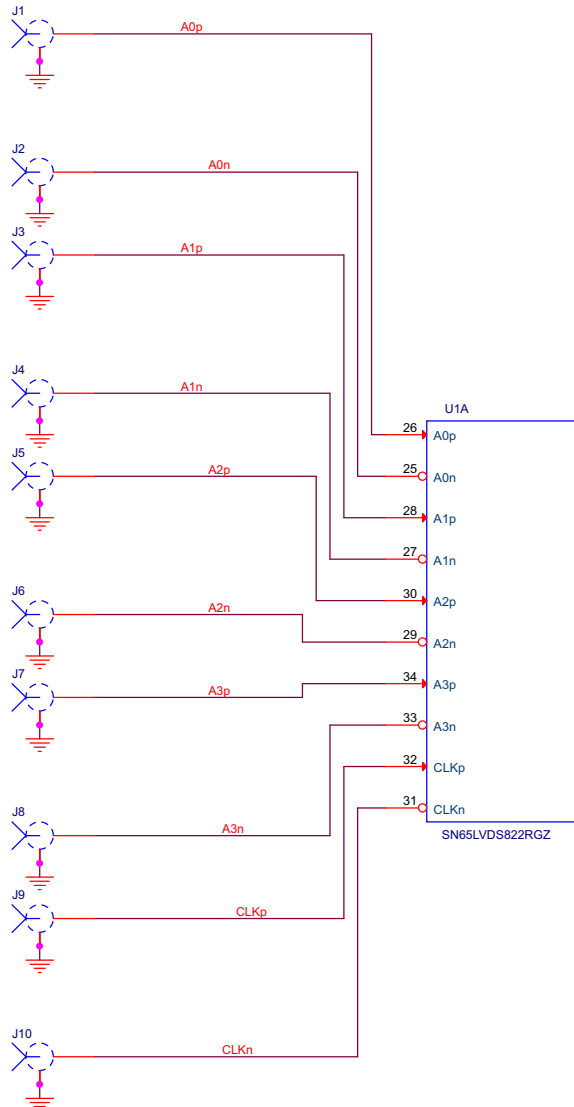 J1
A0p
J2
A0n
J3
A1p
J4
A1n
U1A
26 A0p
J5
A2p
25 A0n
28 A1p
27 A1n
J6
A2n
30 A2p
29 A2n
J7
A3p
34 A3p
33 A3n
32 CLKp
31 CLKn
J8
A3n
SN65LVDS822RGZ
J9
CLKp
J10
CLKn